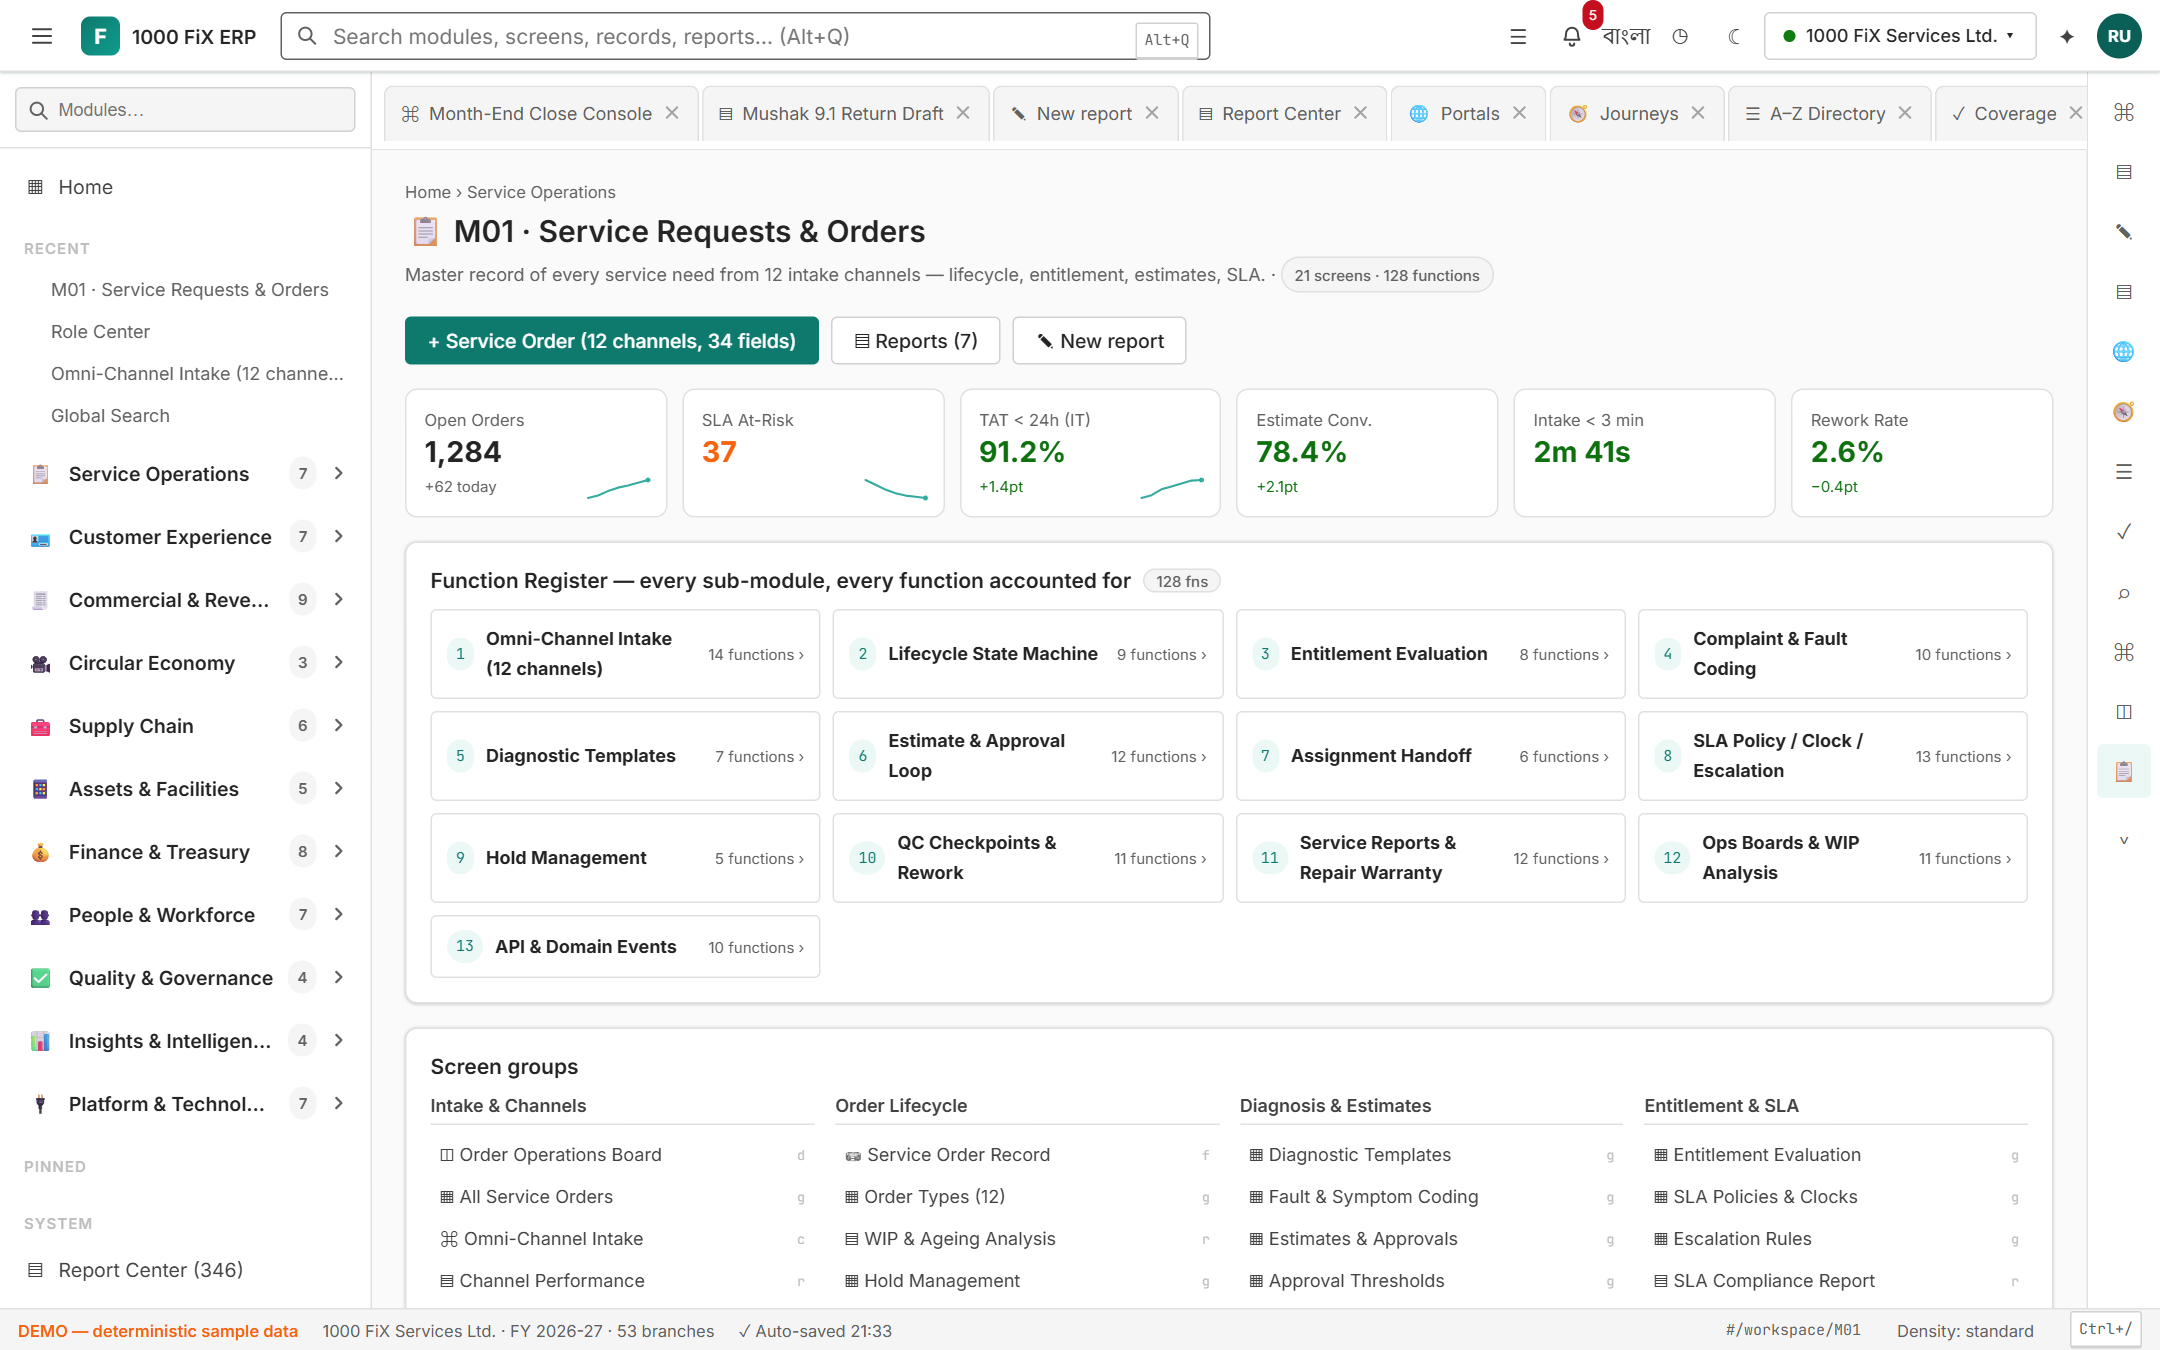 F 1000 FiX ERP
Search modules, screens, records, reports... (Alt+Q) Alt+Q
5
বাংলা
1000 FiX Services Ltd.
RU
Modules...
Month-End Close Console
Mushak 9.1 Return Draft
New report
Report Center
Portals
Journeys
A–Z Directory
Coverage
Home
RECENT
M01 · Service Requests & Orders
Role Center
Omni-Channel Intake (12 channe...
Global Search
Service Operations 7
Customer Experience 7
Commercial & Reve... 9
Circular Economy 3
Supply Chain 6
Assets & Facilities 5
Finance & Treasury 8
People & Workforce 7
Quality & Governance 4
Insights & Intelligen... 4
Platform & Technol... 7
PINNED
SYSTEM
Report Center (346)
Home › Service Operations
M01 · Service Requests & Orders
Master record of every service need from 12 intake channels — lifecycle, entitlement, estimates, SLA. · 21 screens · 128 functions
+ Service Order (12 channels, 34 fields)
Reports (7)
New report
Open Orders
1,284
+62 today
SLA At-Risk
37
TAT < 24h (IT)
91.2%
+1.4pt
Estimate Conv.
78.4%
+2.1pt
Intake < 3 min
2m 41s
Rework Rate
2.6%
−0.4pt
Function Register — every sub-module, every function accounted for 128 fns
1 Omni-Channel Intake (12 channels) 14 functions ›
2 Lifecycle State Machine 9 functions ›
3 Entitlement Evaluation 8 functions ›
4 Complaint & Fault Coding 10 functions ›
5 Diagnostic Templates 7 functions ›
6 Estimate & Approval Loop 12 functions ›
7 Assignment Handoff 6 functions ›
8 SLA Policy / Clock / Escalation 13 functions ›
9 Hold Management 5 functions ›
10 QC Checkpoints & Rework 11 functions ›
11 Service Reports & Repair Warranty 12 functions ›
12 Ops Boards & WIP Analysis 11 functions ›
13 API & Domain Events 10 functions ›
Screen groups
Intake & Channels
Order Operations Board d
All Service Orders g
Omni-Channel Intake c
Channel Performance r
Order Lifecycle
Service Order Record f
Order Types (12) g
WIP & Ageing Analysis r
Hold Management g
Diagnosis & Estimates
Diagnostic Templates g
Fault & Symptom Coding g
Estimates & Approvals g
Approval Thresholds g
Entitlement & SLA
Entitlement Evaluation g
SLA Policies & Clocks g
Escalation Rules g
SLA Compliance Report r
DEMO — deterministic sample data
1000 FiX Services Ltd. · FY 2026-27 · 53 branches
✓ Auto-saved 21:33
#/workspace/M01
Density: standard
Ctrl+/